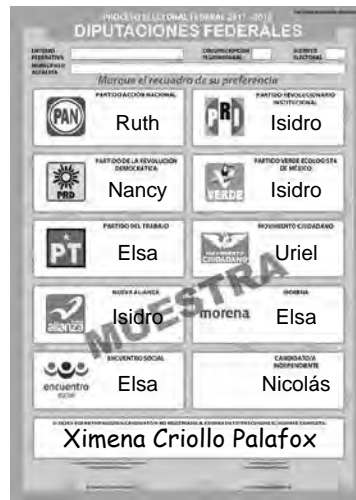 PROCESO ELECTORAL FEDERAL 2017 - 2018
DIPUTACIONES FEDERALES
ENTIDAD FEDERATIVA
CIRCUNSCRIPCIÓN PLURINOMINAL
DISTRITO ELECTORAL
MUNICIPIO O ALCALDÍA
Marque el recuadro de su preferencia
PARTIDO ACCIÓN NACIONAL
PAN
Ruth
PARTIDO REVOLUCIONARIO INSTITUCIONAL
PRI
Isidro
PARTIDO DE LA REVOLUCIÓN DEMOCRÁTICA
PRD
Nancy
PARTIDO VERDE ECOLOGISTA DE MÉXICO
VERDE
Isidro
PARTIDO DEL TRABAJO
PT
Elsa
MOVIMIENTO CIUDADANO
MOVIMIENTO CIUDADANO
Uriel
NUEVA ALIANZA
alianza
Isidro
MORENA
morena
Elsa
ENCUENTRO SOCIAL
encuentro
social
Elsa
CANDIDATO/A INDEPENDIENTE
Nicolás
MUESTRA
Ximena Criollo Palafox